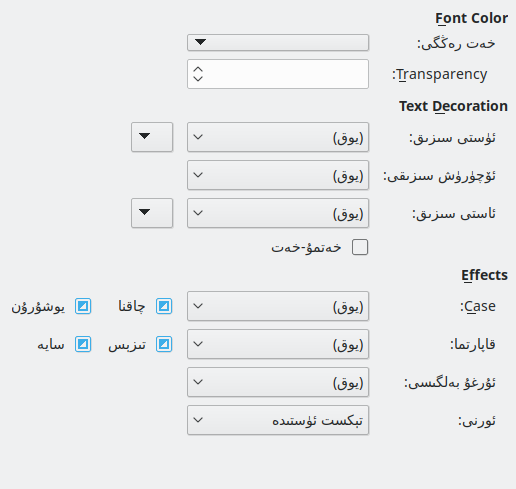 Font Color
خەت رەڭگى:
Transparency:
Text Decoration
ئۈستى سىزىق: (يوق)
ئۆچۈرۈش سىزىقى: (يوق)
ئاستى سىزىق: (يوق)
خەتمۇ-خەت
Effects
Case: (يوق) چاقنا يوشۇرۇن
قاپارتما: (يوق) تىزىس سايە
ئۇرغۇ بەلگىسى: (يوق)
ئورنى: تېكست ئۈستىدە